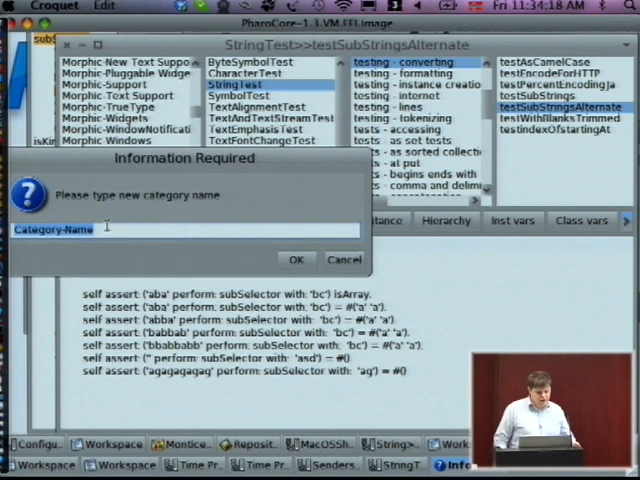 Croquet Edit Fri 11:34:18 AM
PharoCore-1.3.VM.FFI.image
StringTest>>testSubStringsAlternate
Morphic-New Text Suppo
Morphic-Pluggable Widge
Morphic-Support
Morphic-Text Support
Morphic-TrueType
Morphic-Widgets
Morphic-WindowNotificati
Morphic Windows
ByteSymbolTest
CharacterTest
StringTest
SymbolTest
TextAlignmentTest
TextAndTextStreamTest
TextEmphasisTest
TextFontChangeTest
testing - converting
testing - formatting
testing - instance creatio
testing - internet
testing - lines
testing - tokenizing
tests - accessing
tests - as set tests
tests - as sorted collecti
tests - at put
tests - begins ends with
tests - comma and delimi
testAsCamelCase
testEncodeForHTTP
testPercentEncodingJa
testSubStrings
testSubStringsAlternate
testWithBlanksTrimmed
testindexOfstartingAt
Information Required
Please type new category name
Category-Name
OK Cancel
Hierarchy Inst vars Class vars
self assert: ('aba' perform: subSelector with: 'bc') isArray.
self assert: ('aba' perform: subSelector with: 'bc') = #('a' 'a').
self assert: ('abba' perform: subSelector with: 'bc') = #('a' 'a').
self assert: ('babbab' perform: subSelector with: 'bc') = #('a' 'a').
self assert: ('bbabbabb' perform: subSelector with: 'bc') = #('a' 'a').
self assert: ('' perform: subSelector with: 'asd') = #()
self assert: ('agagagagag' perform: subSelector with: 'ag') = #()
Configu... Workspace Montice... Reposit... MacOSSh... String>... Work
Workspace Workspace Time Pr... Time Pr... Senders... StringT... Info